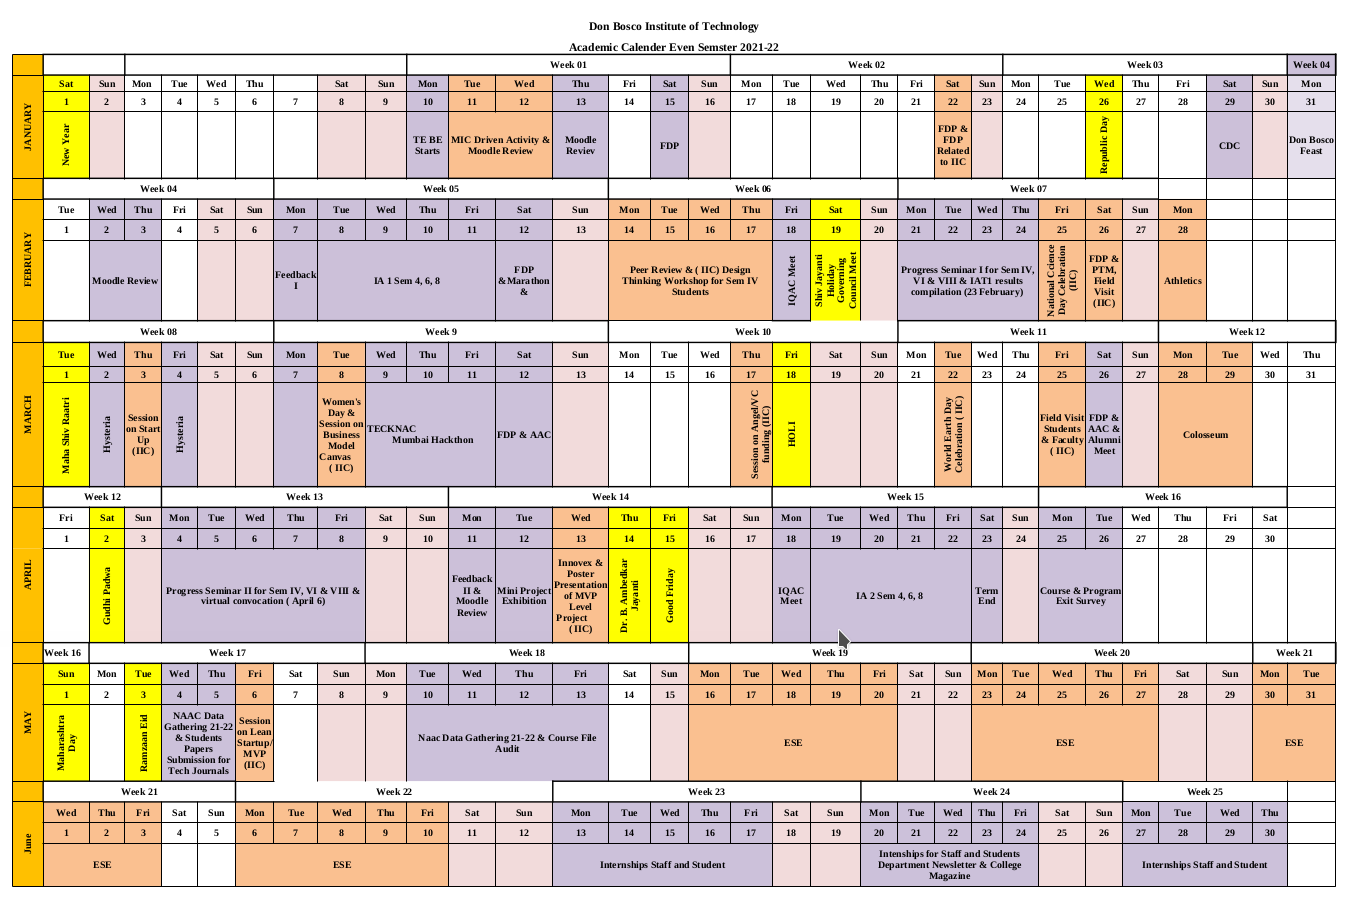 Don Bosco Institute of Technology
Academic Calender Even Semster 2021-22
Week 01 Week 02 Week 03 Week 04
JANUARY
Sat Sun Mon Tue Wed Thu Sat Sun Mon Tue Wed Thu Fri Sat Sun Mon Tue Wed Thu Fri Sat Sun Mon Tue Wed Thu Fri Sat Sun Mon
1 2 3 4 5 6 7 8 9 10 11 12 13 14 15 16 17 18 19 20 21 22 23 24 25 26 27 28 29 30 31
New Year
TE BE
Starts
MIC Driven Activity &
Moodle Review
Moodle
Reviev
FDP
FDP &
FDP
Related
to IIC
Republic Day
CDC
Don Bosco
Feast
Week 04 Week 05 Week 06 Week 07
FEBRUARY
Tue Wed Thu Fri Sat Sun Mon Tue Wed Thu Fri Sat Sun Mon Tue Wed Thu Fri Sat Sun Mon Tue Wed Thu Fri Sat Sun Mon
1 2 3 4 5 6 7 8 9 10 11 12 13 14 15 16 17 18 19 20 21 22 23 24 25 26 27 28
Moodle Review
Feedback
I
IA 1 Sem 4, 6, 8
FDP
&Marathon
&
Peer Review & ( IIC) Design
Thinking Workshop for Sem IV
Students
IQAC Meet
Shiv Jayanti
Holiday
Governing
Council Meet
Progress Seminar I for Sem IV,
VI & VIII & IAT1 results
compilation (23 February)
National Ccience
Day Celebration
(IIC)
FDP &
PTM,
Field
Visit
(IIC)
Athletics
Week 08 Week 9 Week 10 Week 11 Week 12
MARCH
Tue Wed Thu Fri Sat Sun Mon Tue Wed Thu Fri Sat Sun Mon Tue Wed Thu Fri Sat Sun Mon Tue Wed Thu Fri Sat Sun Mon Tue Wed Thu
1 2 3 4 5 6 7 8 9 10 11 12 13 14 15 16 17 18 19 20 21 22 23 24 25 26 27 28 29 30 31
Maha Shiv Raatri
Hysteria
Session
on Start
Up
(IIC)
Hysteria
Women's
Day &
Session on
Business
Model
Canvas
( IIC)
TECKNAC
Mumbai Hackthon
FDP & AAC
Session on Angel/VC
funding (IIC)
HOLI
World Earth Day
Celebration ( IIC)
Field Visit
Students
& Faculty
( IIC)
FDP &
AAC &
Alumni
Meet
Colosseum
Week 12 Week 13 Week 14 Week 15 Week 16
APRIL
Fri Sat Sun Mon Tue Wed Thu Fri Sat Sun Mon Tue Wed Thu Fri Sat Sun Mon Tue Wed Thu Fri Sat Sun Mon Tue Wed Thu Fri Sat
1 2 3 4 5 6 7 8 9 10 11 12 13 14 15 16 17 18 19 20 21 22 23 24 25 26 27 28 29 30
Gudhi Padwa
Progress Seminar II for Sem IV, VI & VIII &
virtual convocation ( April 6)
Feedback
II &
Moodle
Review
Mini Project
Exhibition
Innovex &
Poster
Presentation
of MVP
Level
Project
( IIC)
Dr. B. Ambedkar
Jayanti
Good Friday
IQAC
Meet
IA 2 Sem 4, 6, 8
Term
End
Course & Program
Exit Survey
Week 16 Week 17 Week 18 Week 19 Week 20 Week 21
MAY
Sun Mon Tue Wed Thu Fri Sat Sun Mon Tue Wed Thu Fri Sat Sun Mon Tue Wed Thu Fri Sat Sun Mon Tue Wed Thu Fri Sat Sun Mon Tue
1 2 3 4 5 6 7 8 9 10 11 12 13 14 15 16 17 18 19 20 21 22 23 24 25 26 27 28 29 30 31
Maharashtra
Day
Ramzaan Eid
NAAC Data
Gathering 21-22
& Students
Papers
Submission for
Tech Journals
Session
on Lean
Startup/
MVP
(IIC)
Naac Data Gathering 21-22 & Course File
Audit
ESE
ESE
ESE
Week 21 Week 22 Week 23 Week 24 Week 25
June
Wed Thu Fri Sat Sun Mon Tue Wed Thu Fri Sat Sun Mon Tue Wed Thu Fri Sat Sun Mon Tue Wed Thu Fri Sat Sun Mon Tue Wed Thu
1 2 3 4 5 6 7 8 9 10 11 12 13 14 15 16 17 18 19 20 21 22 23 24 25 26 27 28 29 30
ESE
ESE
Internships Staff and Student
Intenships for Staff and Students
Department Newsletter & College
Magazine
Internships Staff and Student